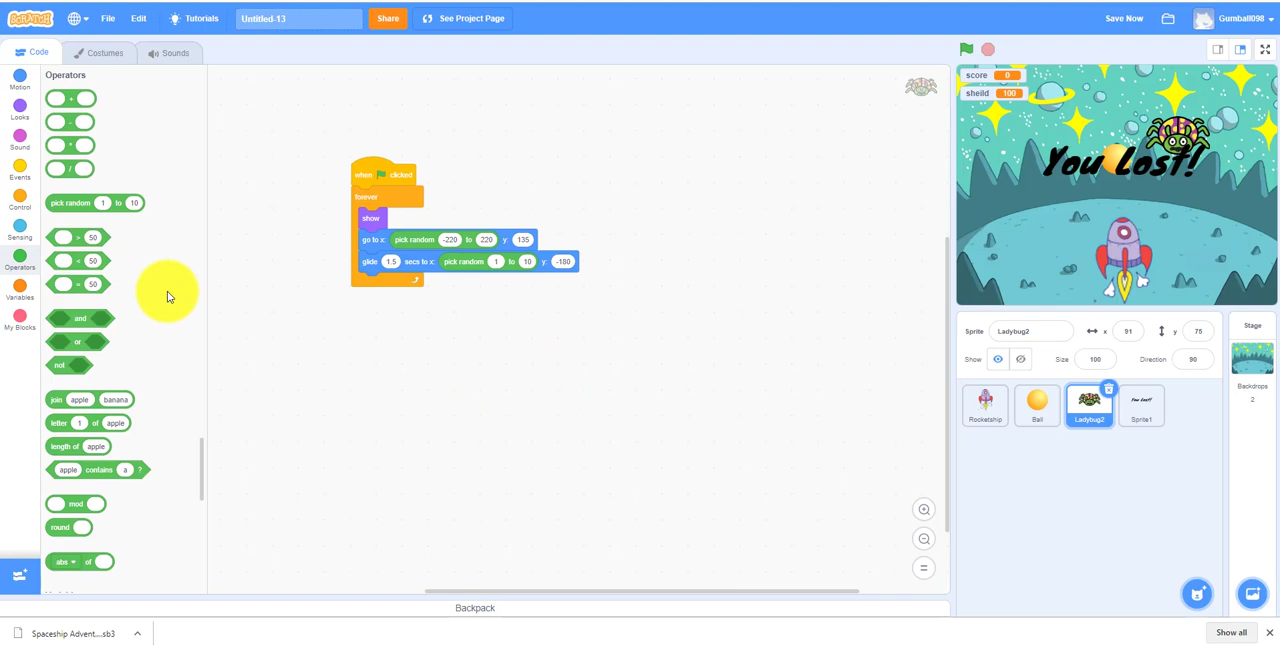 SCRATCH File Edit Tutorials Untitled-13 Share See Project Page Save Now Gumball098
Code Costumes Sounds
Motion
Looks
Sound
Events
Control
Sensing
Operators
Variables
My Blocks
Operators
+
-
*
/
pick random 1 to 10
> 50
< 50
= 50
and
or
not
join apple banana
letter 1 of apple
length of apple
apple contains a ?
mod
round
abs of
when clicked
forever
show
go to x: pick random -220 to 220 y: 135
glide 1.5 secs to x: pick random 1 to 10 y: -180
score 0
sheild 100
You Lost!
Sprite Ladybug2 x 91 y 75
Show Size 100 Direction 90
Rocketship Ball Ladybug2 You Lost! Sprite1
Stage
Backdrops
2
Backpack
Spaceship Advent....sb3 Show all